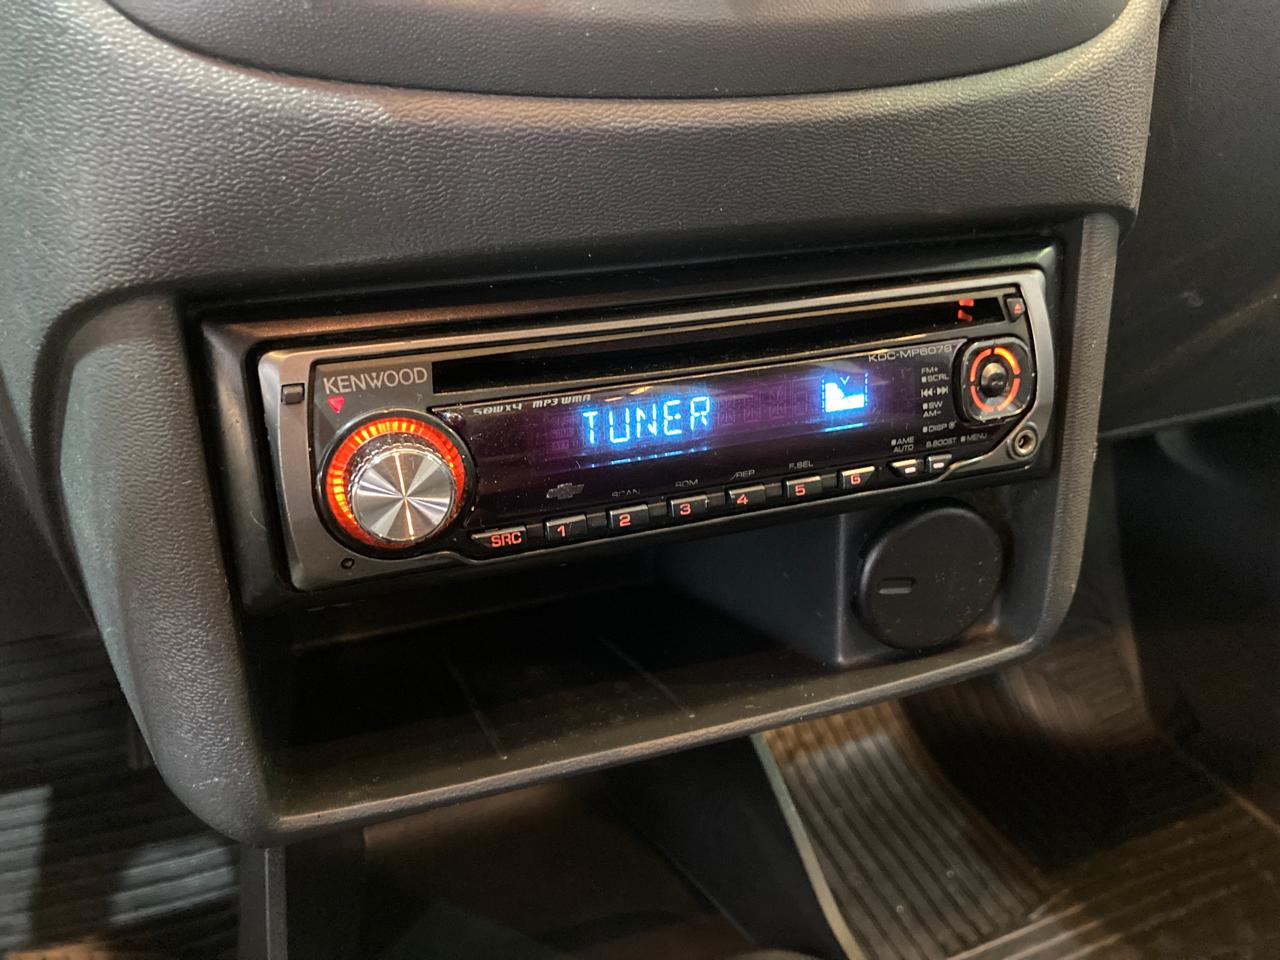 KENWOOD
KDC-MP6079
50Wx4 MP3 WMA
TUNER
FM+
SCRL
SW
AM-
DISP
AME
AUTO
B.BOOST
MENU
SCAN
RDM
REP
F.SEL
SRC 1 2 3 4 5 6